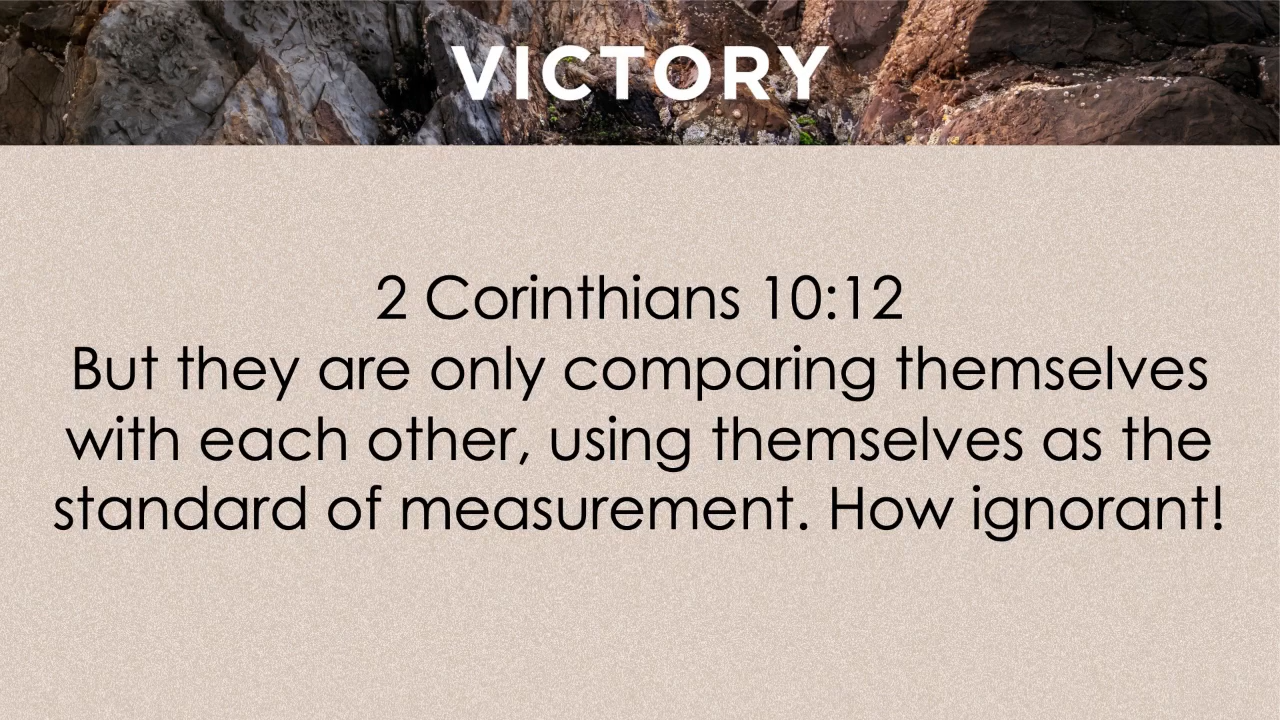 VICTORY
2 Corinthians 10:12
But they are only comparing themselves
with each other, using themselves as the
standard of measurement. How ignorant!